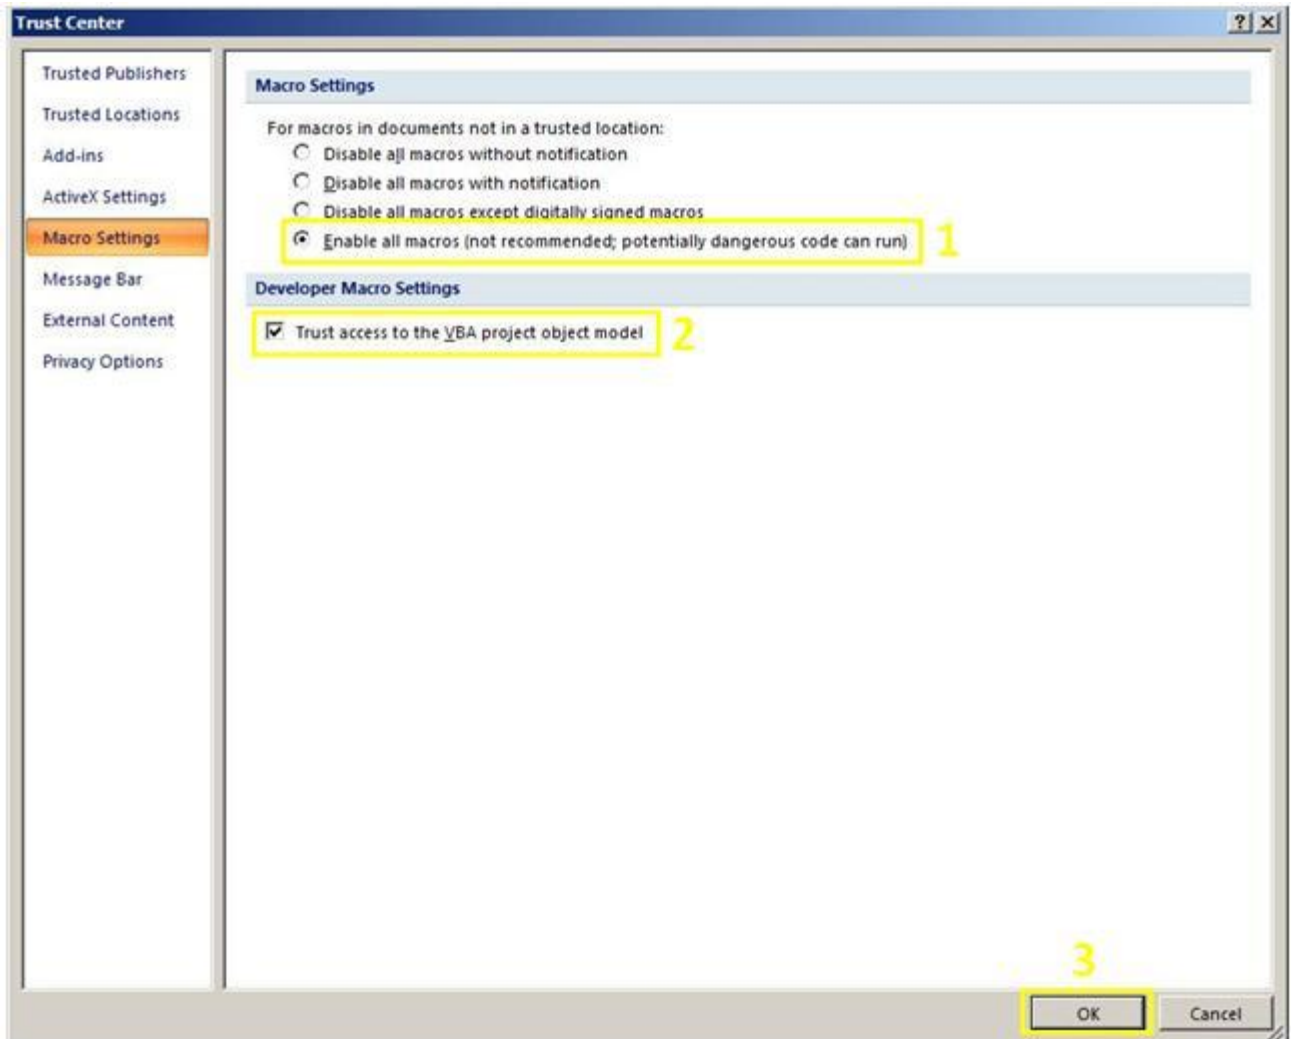 Trust Center
Trusted Publishers
Trusted Locations
Add-ins
ActiveX Settings
Macro Settings
Message Bar
External Content
Privacy Options
Macro Settings
For macros in documents not in a trusted location:
Disable all macros without notification
Disable all macros with notification
Disable all macros except digitally signed macros
Enable all macros (not recommended; potentially dangerous code can run) 1
Developer Macro Settings
Trust access to the VBA project object model 2
3
OK Cancel